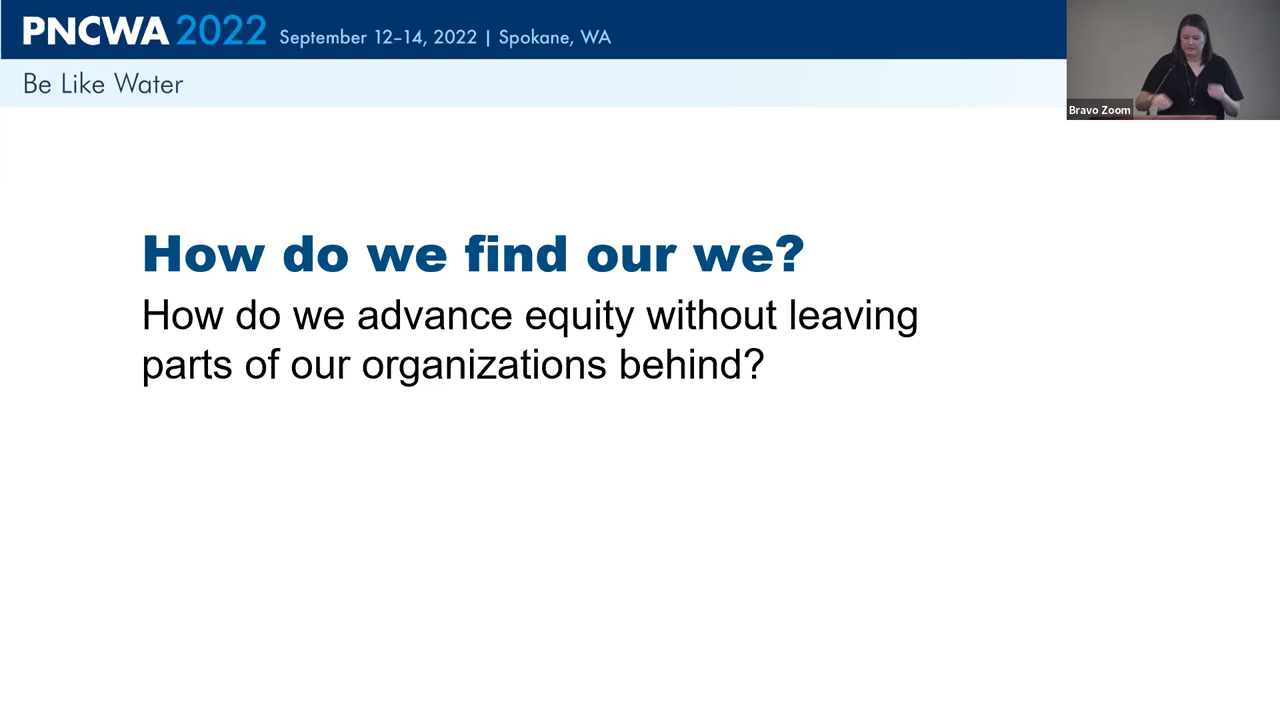 PNCWA 2022 September 12–14, 2022 | Spokane, WA
Be Like Water
Bravo Zoom
How do we find our we?
How do we advance equity without leaving
parts of our organizations behind?